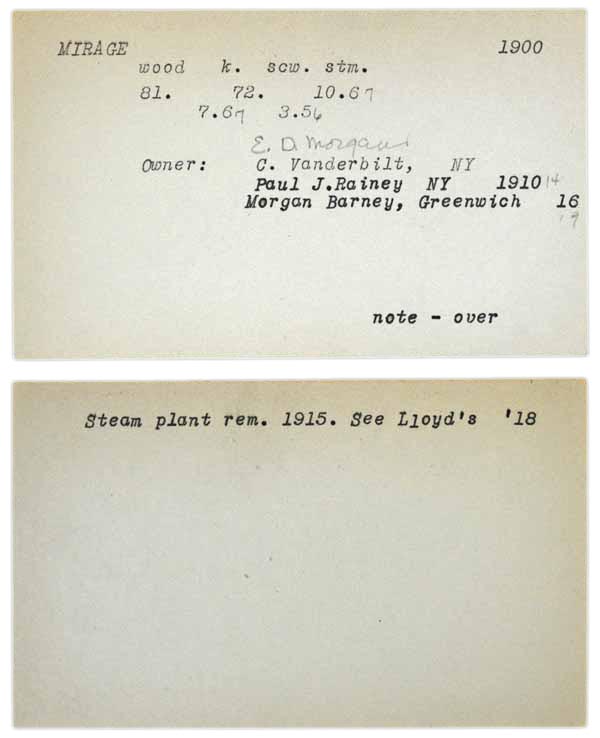 MIRAGE 1900
wood k. scw. stm.
81. 72. 10.67
7.67 3.56
E. D. Morgan
Owner: C. Vanderbilt, NY
Paul J.Rainey NY 1910 14
Morgan Barney, Greenwich 16
19
note - over
Steam plant rem. 1915. See Lloyd's '18